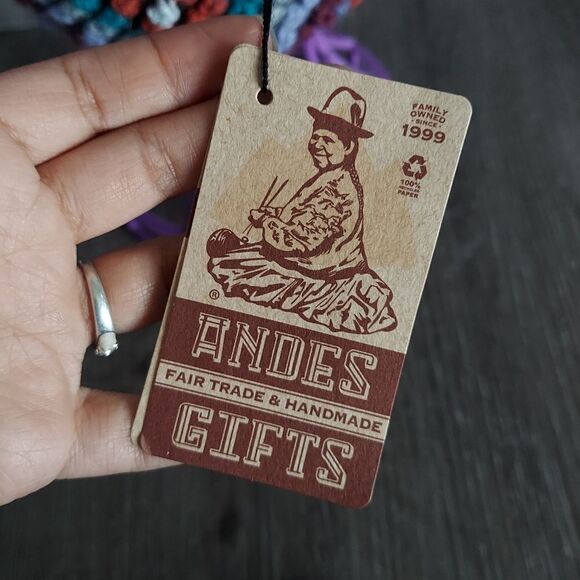 FAMILY
OWNED
- SINCE -
1999
100%
RECYCLED
PAPER
®
ANDES
FAIR TRADE & HANDMADE
GIFTS